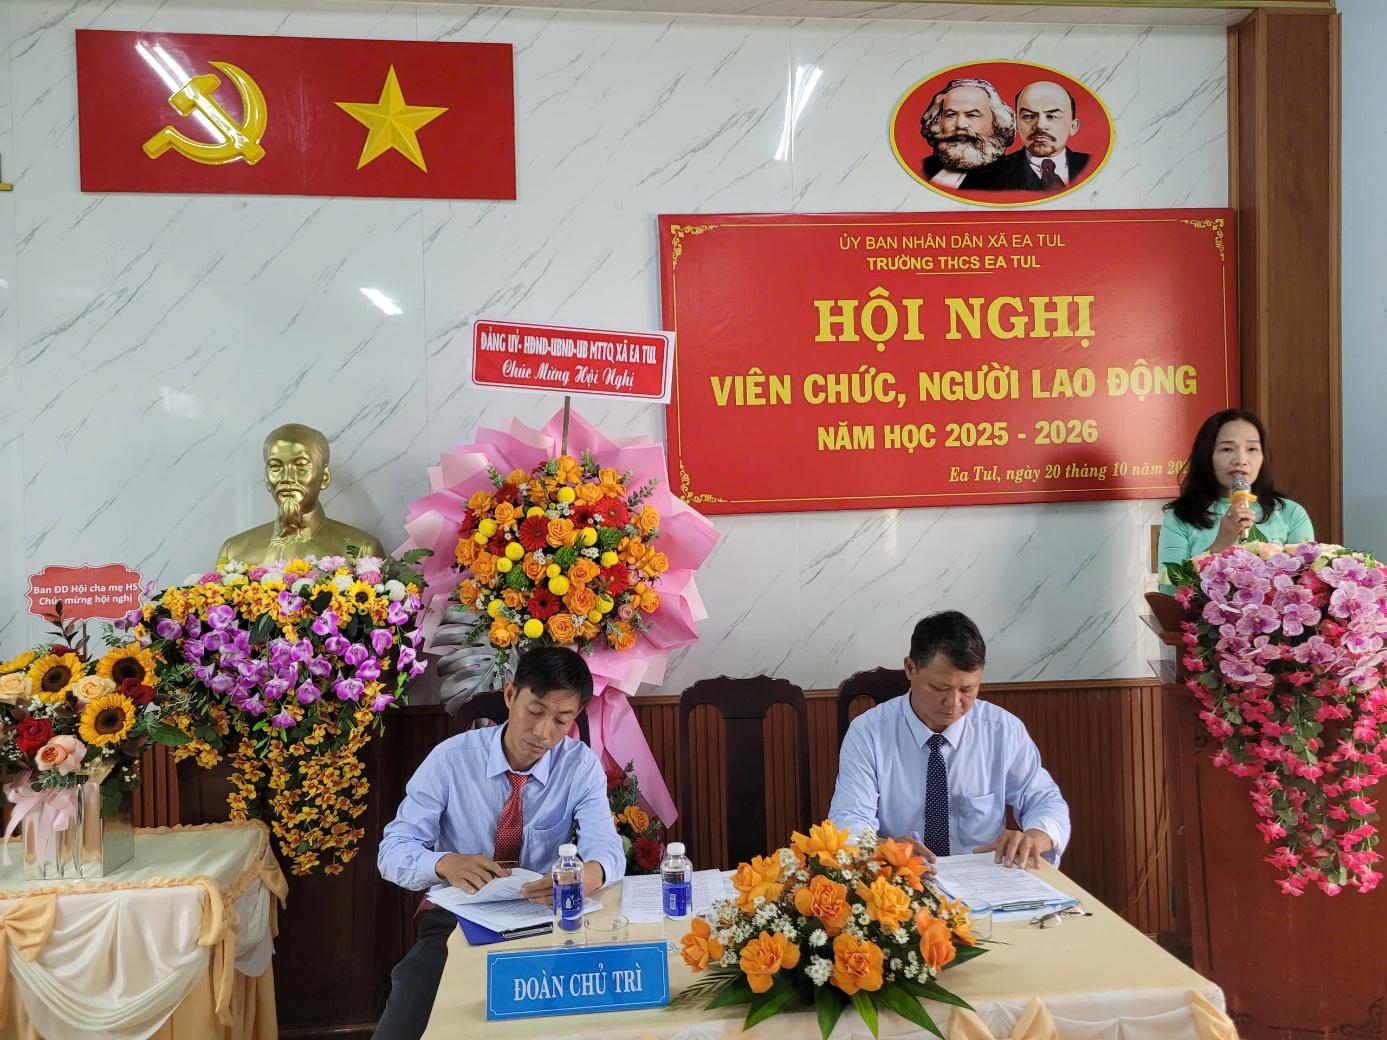 ỦY BAN NHÂN DÂN XÃ EA TUL
TRƯỜNG THCS EA TUL
HỘI NGHỊ
VIÊN CHỨC, NGƯỜI LAO ĐỘNG
NĂM HỌC 2025 - 2026
Ea Tul, ngày 20 tháng 10 năm
ĐẢNG UỶ- HĐND-UBND-UB MTTQ XÃ EA TUL
Chúc Mừng Hội Nghị
Ban ĐD Hội cha mẹ HS
Chúc mừng hội nghị
ĐOÀN CHỦ TRÌ